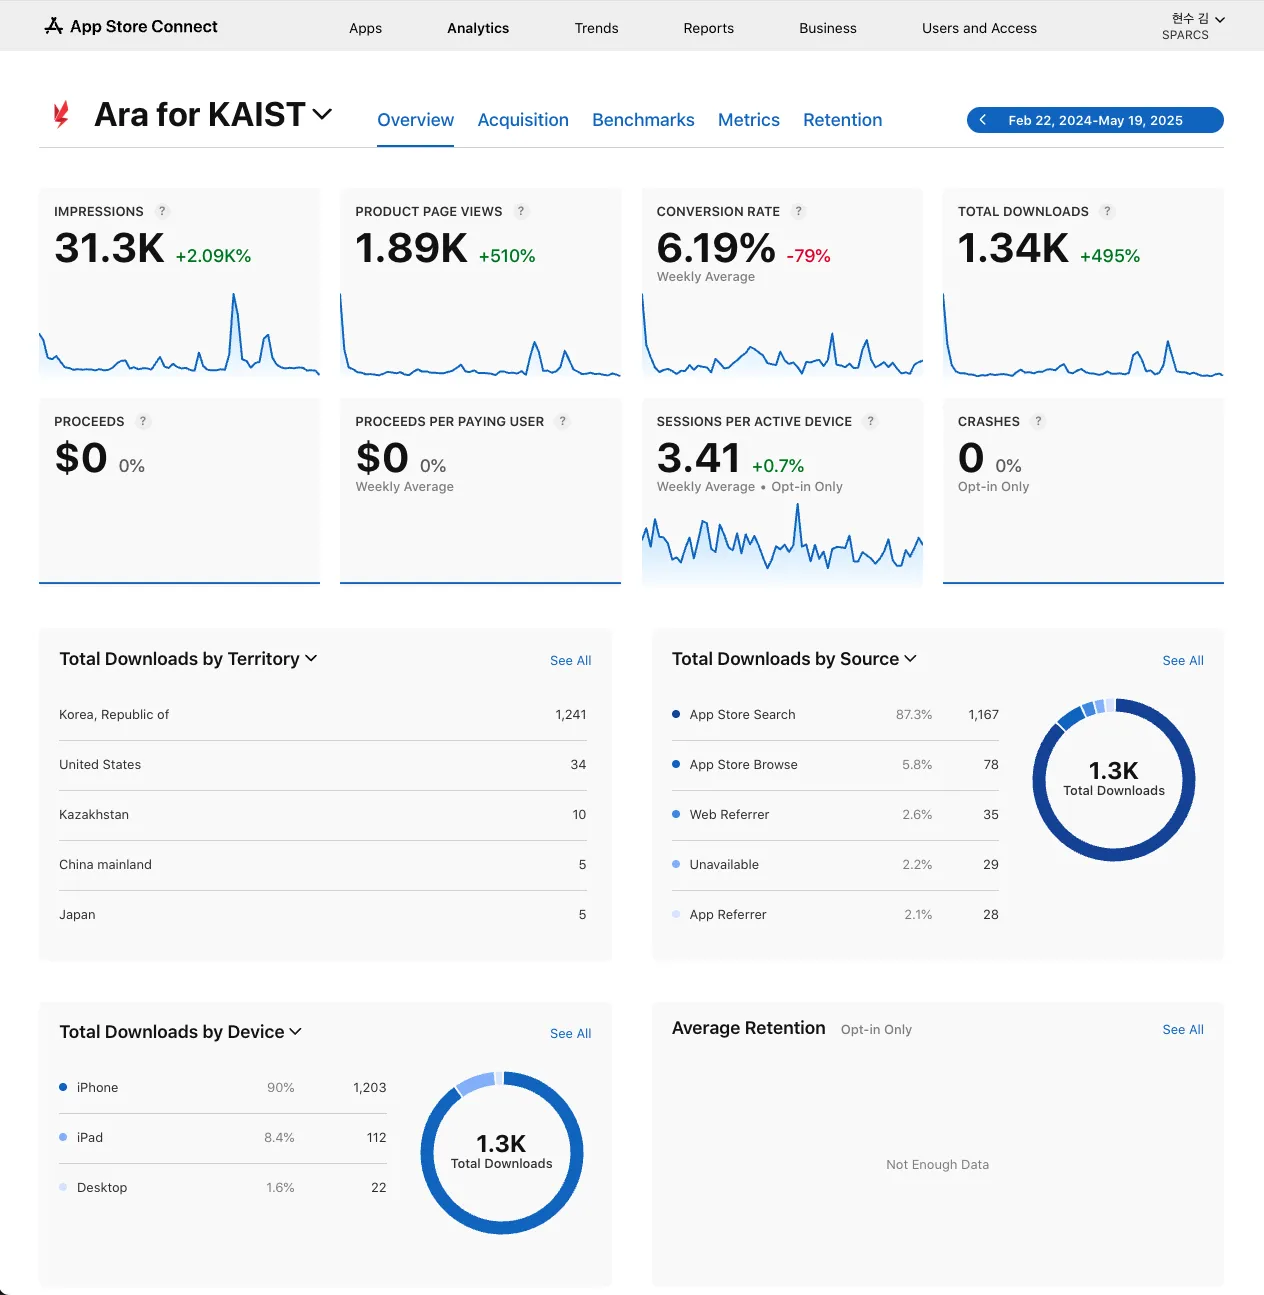 App Store Connect
Apps
Analytics
Trends
Reports
Business
Users and Access
현수 김
SPARCS
Ara for KAIST
Overview
Acquisition
Benchmarks
Metrics
Retention
Feb 22, 2024-May 19, 2025
IMPRESSIONS ?
31.3K +2.09K%
PRODUCT PAGE VIEWS ?
1.89K +510%
CONVERSION RATE ?
6.19% -79%
Weekly Average
TOTAL DOWNLOADS ?
1.34K +495%
PROCEEDS ?
$0 0%
PROCEEDS PER PAYING USER ?
$0 0%
Weekly Average
SESSIONS PER ACTIVE DEVICE ?
3.41 +0.7%
Weekly Average • Opt-in Only
CRASHES ?
0 0%
Opt-in Only
Total Downloads by Territory
See All
Korea, Republic of 1,241
United States 34
Kazakhstan 10
China mainland 5
Japan 5
Total Downloads by Source
See All
App Store Search 87.3% 1,167
App Store Browse 5.8% 78
Web Referrer 2.6% 35
Unavailable 2.2% 29
App Referrer 2.1% 28
1.3K
Total Downloads
Total Downloads by Device
See All
iPhone 90% 1,203
iPad 8.4% 112
Desktop 1.6% 22
1.3K
Total Downloads
Average Retention Opt-in Only
See All
Not Enough Data